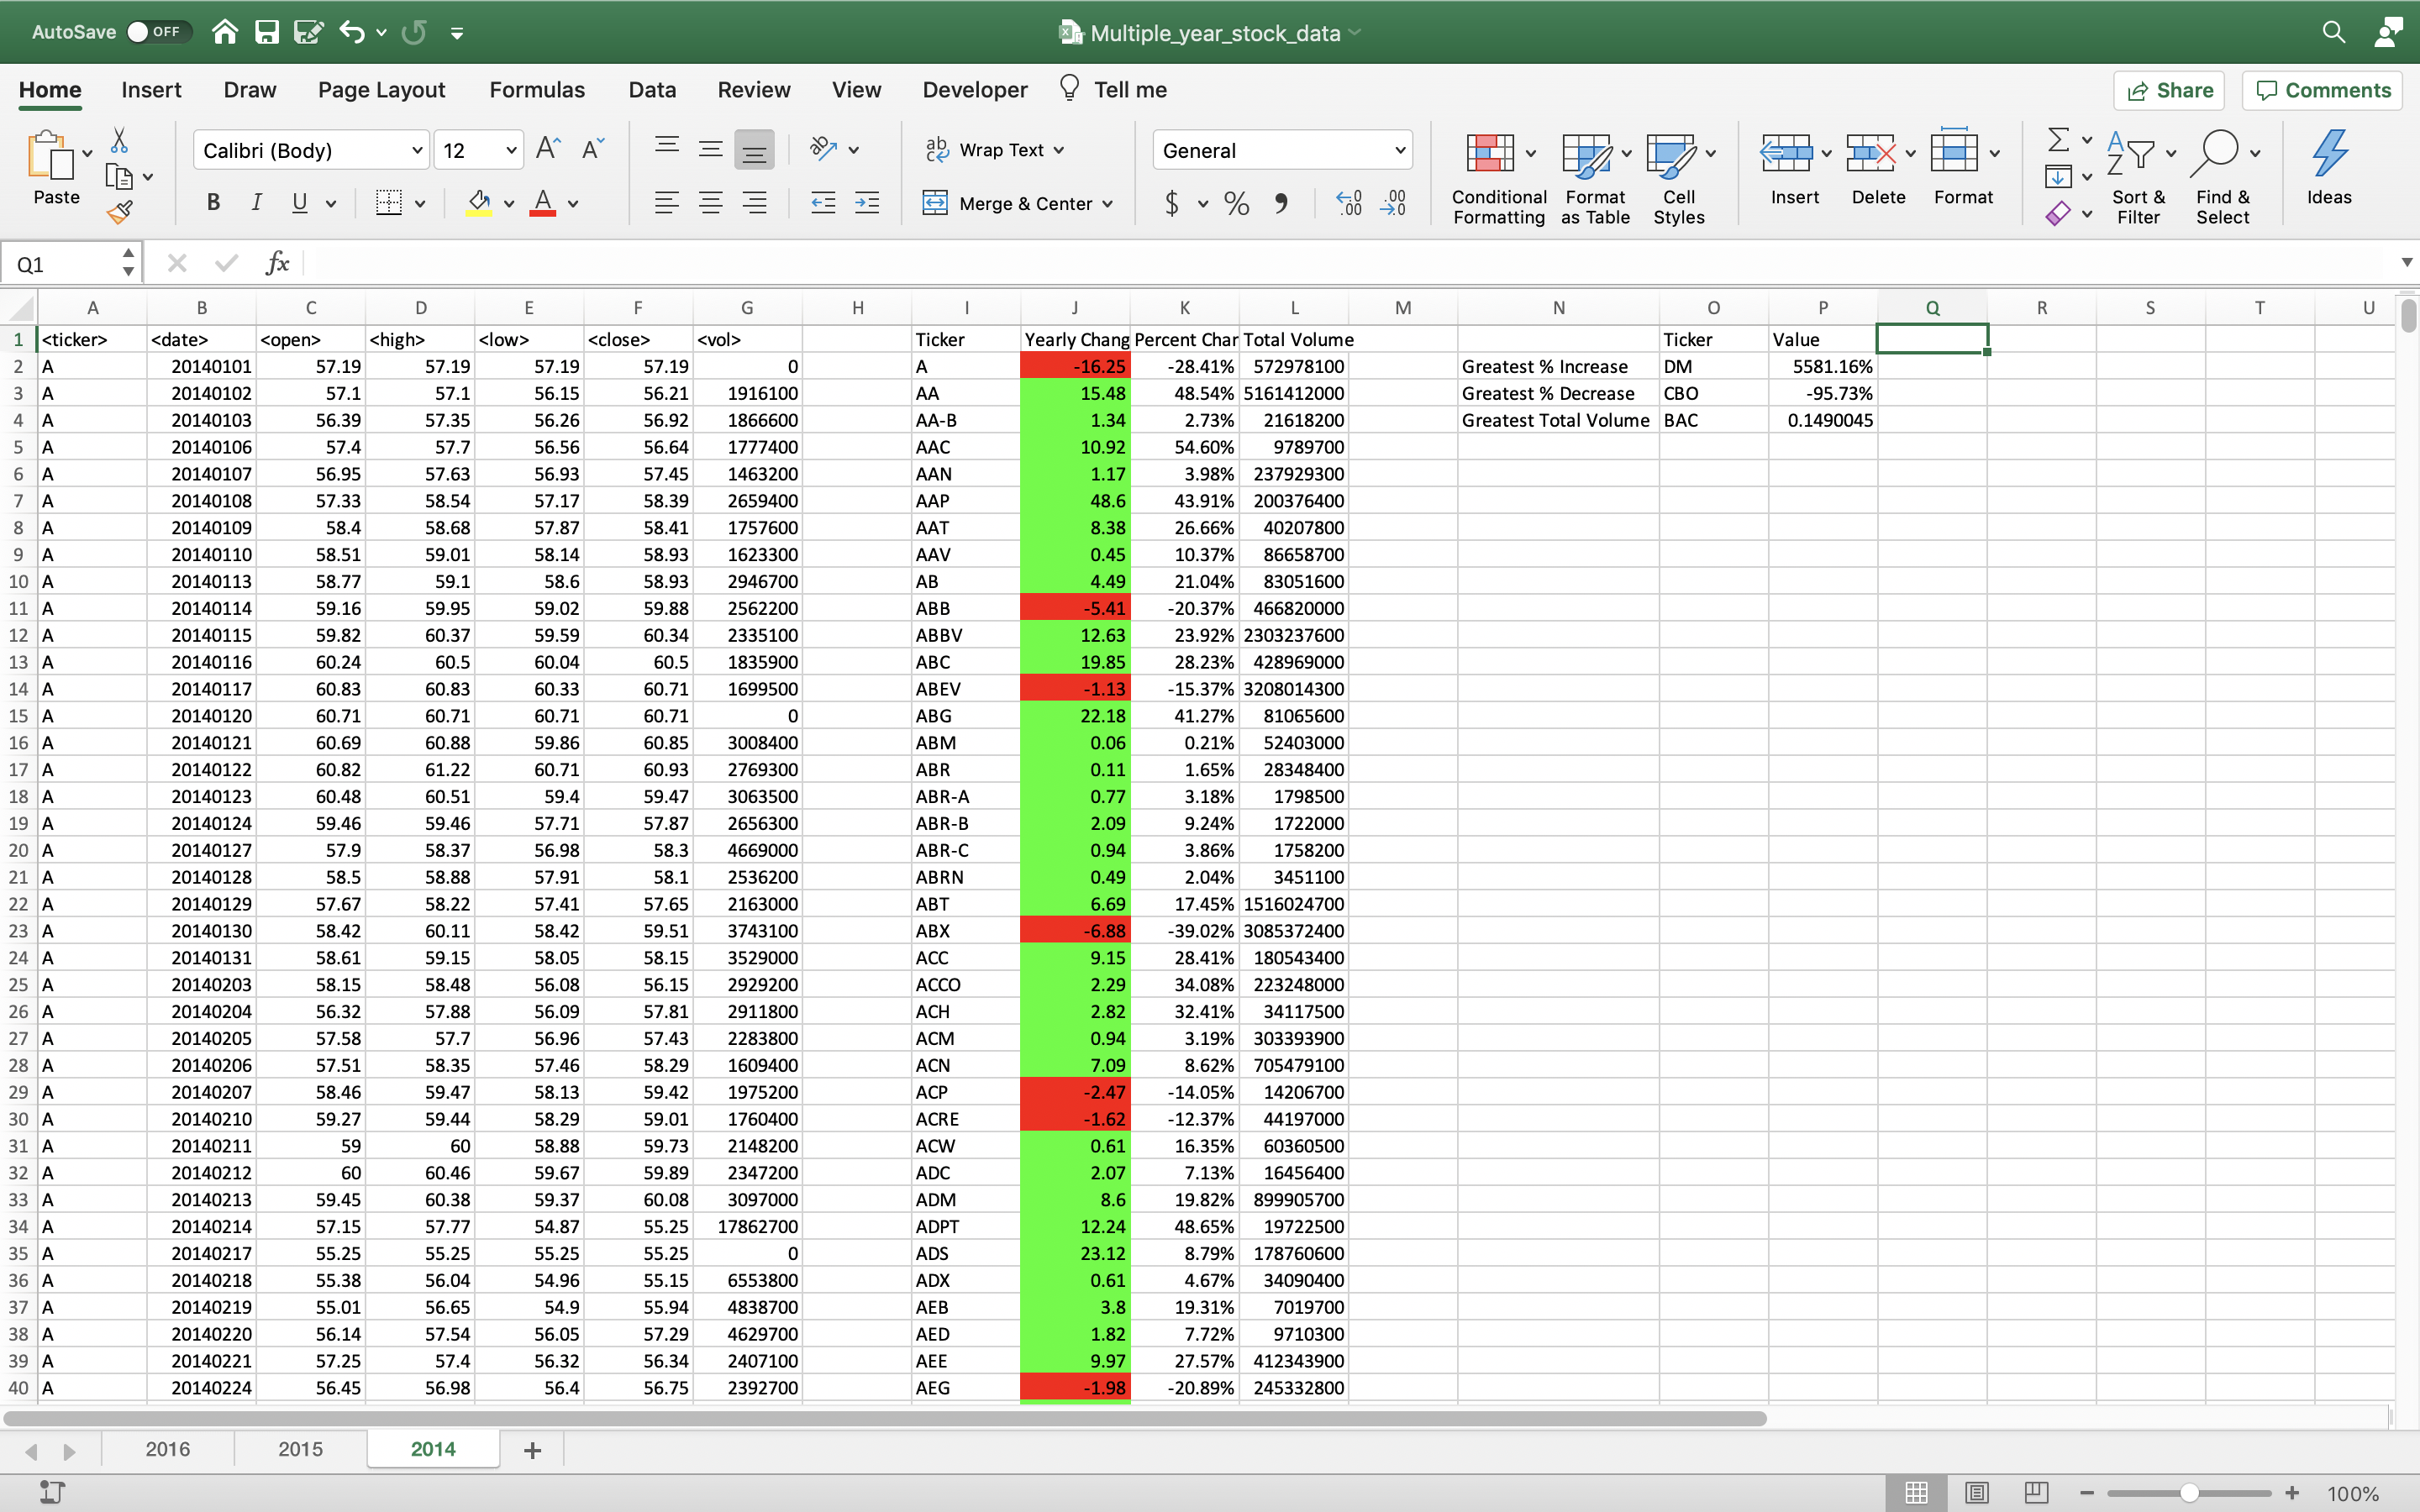 AutoSave OFF Multiple_year_stock_data
Home Insert Draw Page Layout Formulas Data Review View Developer Tell me Share Comments
Paste Calibri (Body) 12 Wrap Text General Conditional Formatting Format as Table Cell Styles Insert Delete Format Sort & Filter Find & Select Ideas
B I U A Merge & Center $ %
Q1 fx
A B C D E F G H I J K L M N O P Q R S T U
1 <ticker> <date> <open> <high> <low> <close> <vol> Ticker Yearly Chang Percent Char Total Volume Ticker Value
2 A 20140101 57.19 57.19 57.19 57.19 0 A -16.25 -28.41% 572978100 Greatest % Increase DM 5581.16%
3 A 20140102 57.1 57.1 56.15 56.21 1916100 AA 15.48 48.54% 5161412000 Greatest % Decrease CBO -95.73%
4 A 20140103 56.39 57.35 56.26 56.92 1866600 AA-B 1.34 2.73% 21618200 Greatest Total Volume BAC 0.1490045
5 A 20140106 57.4 57.7 56.56 56.64 1777400 AAC 10.92 54.60% 9789700
6 A 20140107 56.95 57.63 56.93 57.45 1463200 AAN 1.17 3.98% 237929300
7 A 20140108 57.33 58.54 57.17 58.39 2659400 AAP 48.6 43.91% 200376400
8 A 20140109 58.4 58.68 57.87 58.41 1757600 AAT 8.38 26.66% 40207800
9 A 20140110 58.51 59.01 58.14 58.93 1623300 AAV 0.45 10.37% 86658700
10 A 20140113 58.77 59.1 58.6 58.93 2946700 AB 4.49 21.04% 83051600
11 A 20140114 59.16 59.95 59.02 59.88 2562200 ABB -5.41 -20.37% 466820000
12 A 20140115 59.82 60.37 59.59 60.34 2335100 ABBV 12.63 23.92% 2303237600
13 A 20140116 60.24 60.5 60.04 60.5 1835900 ABC 19.85 28.23% 428969000
14 A 20140117 60.83 60.83 60.33 60.71 1699500 ABEV -1.13 -15.37% 3208014300
15 A 20140120 60.71 60.71 60.71 60.71 0 ABG 22.18 41.27% 81065600
16 A 20140121 60.69 60.88 59.86 60.85 3008400 ABM 0.06 0.21% 52403000
17 A 20140122 60.82 61.22 60.71 60.93 2769300 ABR 0.11 1.65% 28348400
18 A 20140123 60.48 60.51 59.4 59.47 3063500 ABR-A 0.77 3.18% 1798500
19 A 20140124 59.46 59.46 57.71 57.87 2656300 ABR-B 2.09 9.24% 1722000
20 A 20140127 57.9 58.37 56.98 58.3 4669000 ABR-C 0.94 3.86% 1758200
21 A 20140128 58.5 58.88 57.91 58.1 2536200 ABRN 0.49 2.04% 3451100
22 A 20140129 57.67 58.22 57.41 57.65 2163000 ABT 6.69 17.45% 1516024700
23 A 20140130 58.42 60.11 58.42 59.51 3743100 ABX -6.88 -39.02% 3085372400
24 A 20140131 58.61 59.15 58.05 58.15 3529000 ACC 9.15 28.41% 180543400
25 A 20140203 58.15 58.48 56.08 56.15 2929200 ACCO 2.29 34.08% 223248000
26 A 20140204 56.32 57.88 56.09 57.81 2911800 ACH 2.82 32.41% 34117500
27 A 20140205 57.58 57.7 56.96 57.43 2283800 ACM 0.94 3.19% 303393900
28 A 20140206 57.51 58.35 57.46 58.29 1609400 ACN 7.09 8.62% 705479100
29 A 20140207 58.46 59.47 58.13 59.42 1975200 ACP -2.47 -14.05% 14206700
30 A 20140210 59.27 59.44 58.29 59.01 1760400 ACRE -1.62 -12.37% 44197000
31 A 20140211 59 60 58.88 59.73 2148200 ACW 0.61 16.35% 60360500
32 A 20140212 60 60.46 59.67 59.89 2347200 ADC 2.07 7.13% 16456400
33 A 20140213 59.45 60.38 59.37 60.08 3097000 ADM 8.6 19.82% 899905700
34 A 20140214 57.15 57.77 54.87 55.25 17862700 ADPT 12.24 48.65% 19722500
35 A 20140217 55.25 55.25 55.25 55.25 0 ADS 23.12 8.79% 178760600
36 A 20140218 55.38 56.04 54.96 55.15 6553800 ADX 0.61 4.67% 34090400
37 A 20140219 55.01 56.65 54.9 55.94 4838700 AEB 3.8 19.31% 7019700
38 A 20140220 56.14 57.54 56.05 57.29 4629700 AED 1.82 7.72% 9710300
39 A 20140221 57.25 57.4 56.32 56.34 2407100 AEE 9.97 27.57% 412343900
40 A 20140224 56.45 56.98 56.4 56.75 2392700 AEG -1.98 -20.89% 245332800
2016 2015 2014 +
100%